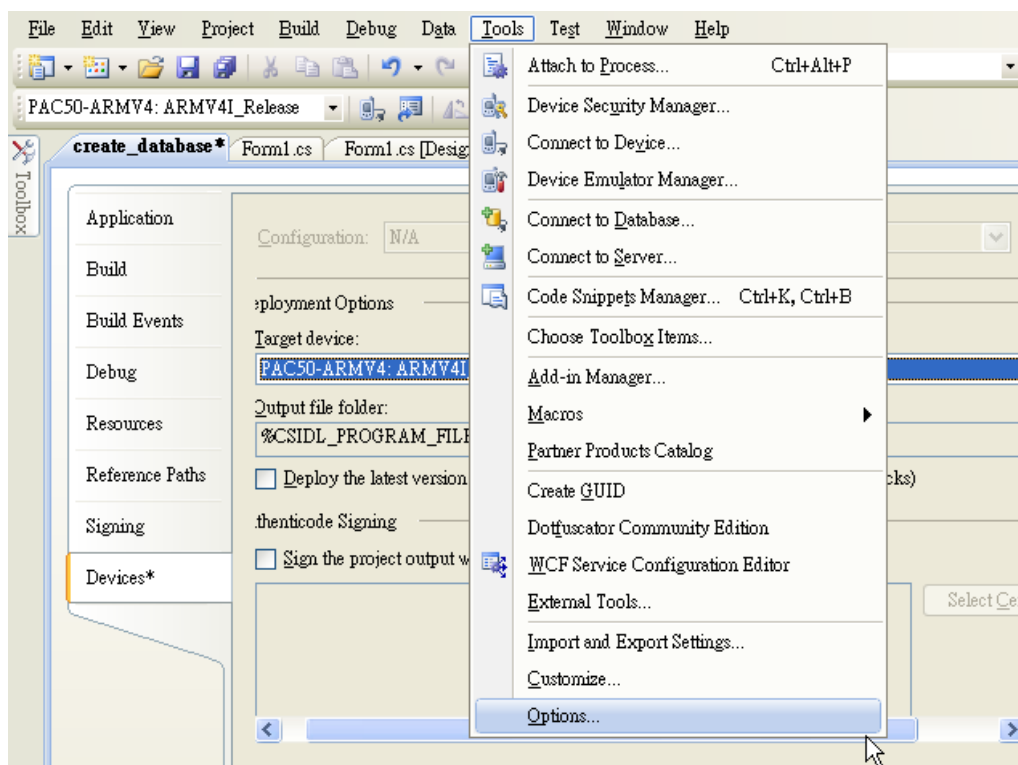 File Edit View Project Build Debug Data Tools Test Window Help
PAC50-ARMV4: ARMV4I_Release
create_database* Form1.cs Form1.cs [Desig
Toolbox
Application
Build
Build Events
Debug
Resources
Reference Paths
Signing
Devices*
Configuration: N/A
eployment Options
Target device:
PAC50-ARMV4: ARMV4I
Output file folder:
%CSIDL_PROGRAM_FILE
Deploy the latest version cks)
thenticode Signing
Sign the project output w
Select Ce
Attach to Process... Ctrl+Alt+P
Device Security Manager...
Connect to Device...
Device Emulator Manager...
Connect to Database...
Connect to Server...
Code Snippets Manager... Ctrl+K, Ctrl+B
Choose Toolbox Items...
Add-in Manager...
Macros
Partner Products Catalog
Create GUID
Dotfuscator Community Edition
WCF Service Configuration Editor
External Tools...
Import and Export Settings...
Customize...
Options...